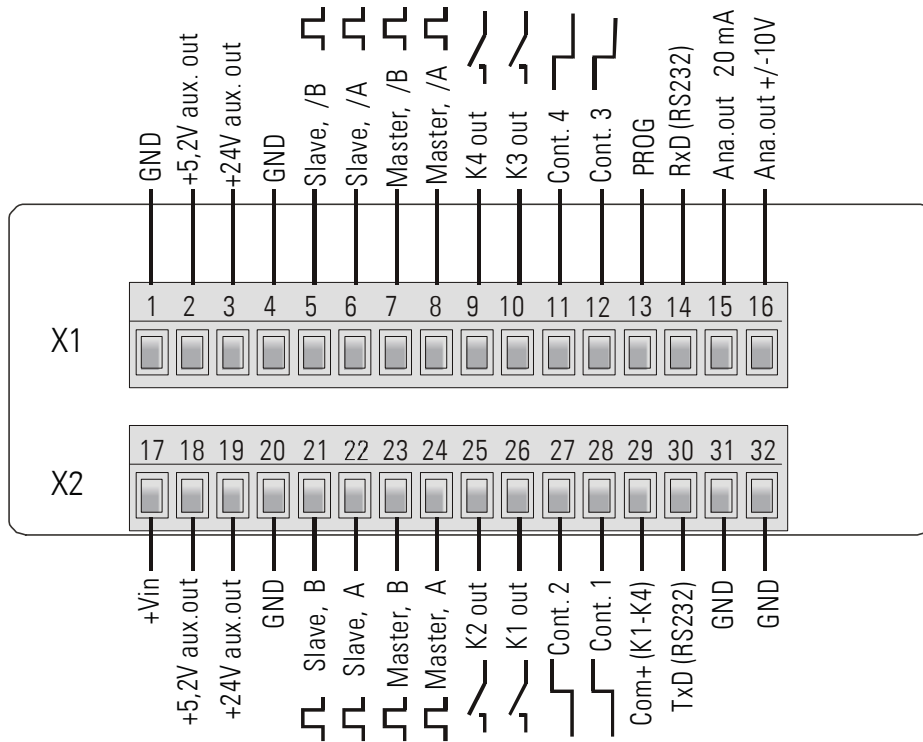 GND
+5,2V aux. out
+24V aux. out
GND
Slave, /B
Slave, /A
Master, /B
Master, /A
K4 out
K3 out
Cont. 4
Cont. 3
PROG
RxD (RS232)
Ana.out 20 mA
Ana.out +/-10V
X1
1 2 3 4 5 6 7 8 9 10 11 12 13 14 15 16
X2
17 18 19 20 21 22 23 24 25 26 27 28 29 30 31 32
+Vin
+5,2V aux.out
+24V aux.out
GND
Slave, B
Slave, A
Master, B
Master, A
K2 out
K1 out
Cont. 2
Cont. 1
Com+ (K1-K4)
TxD (RS232)
GND
GND